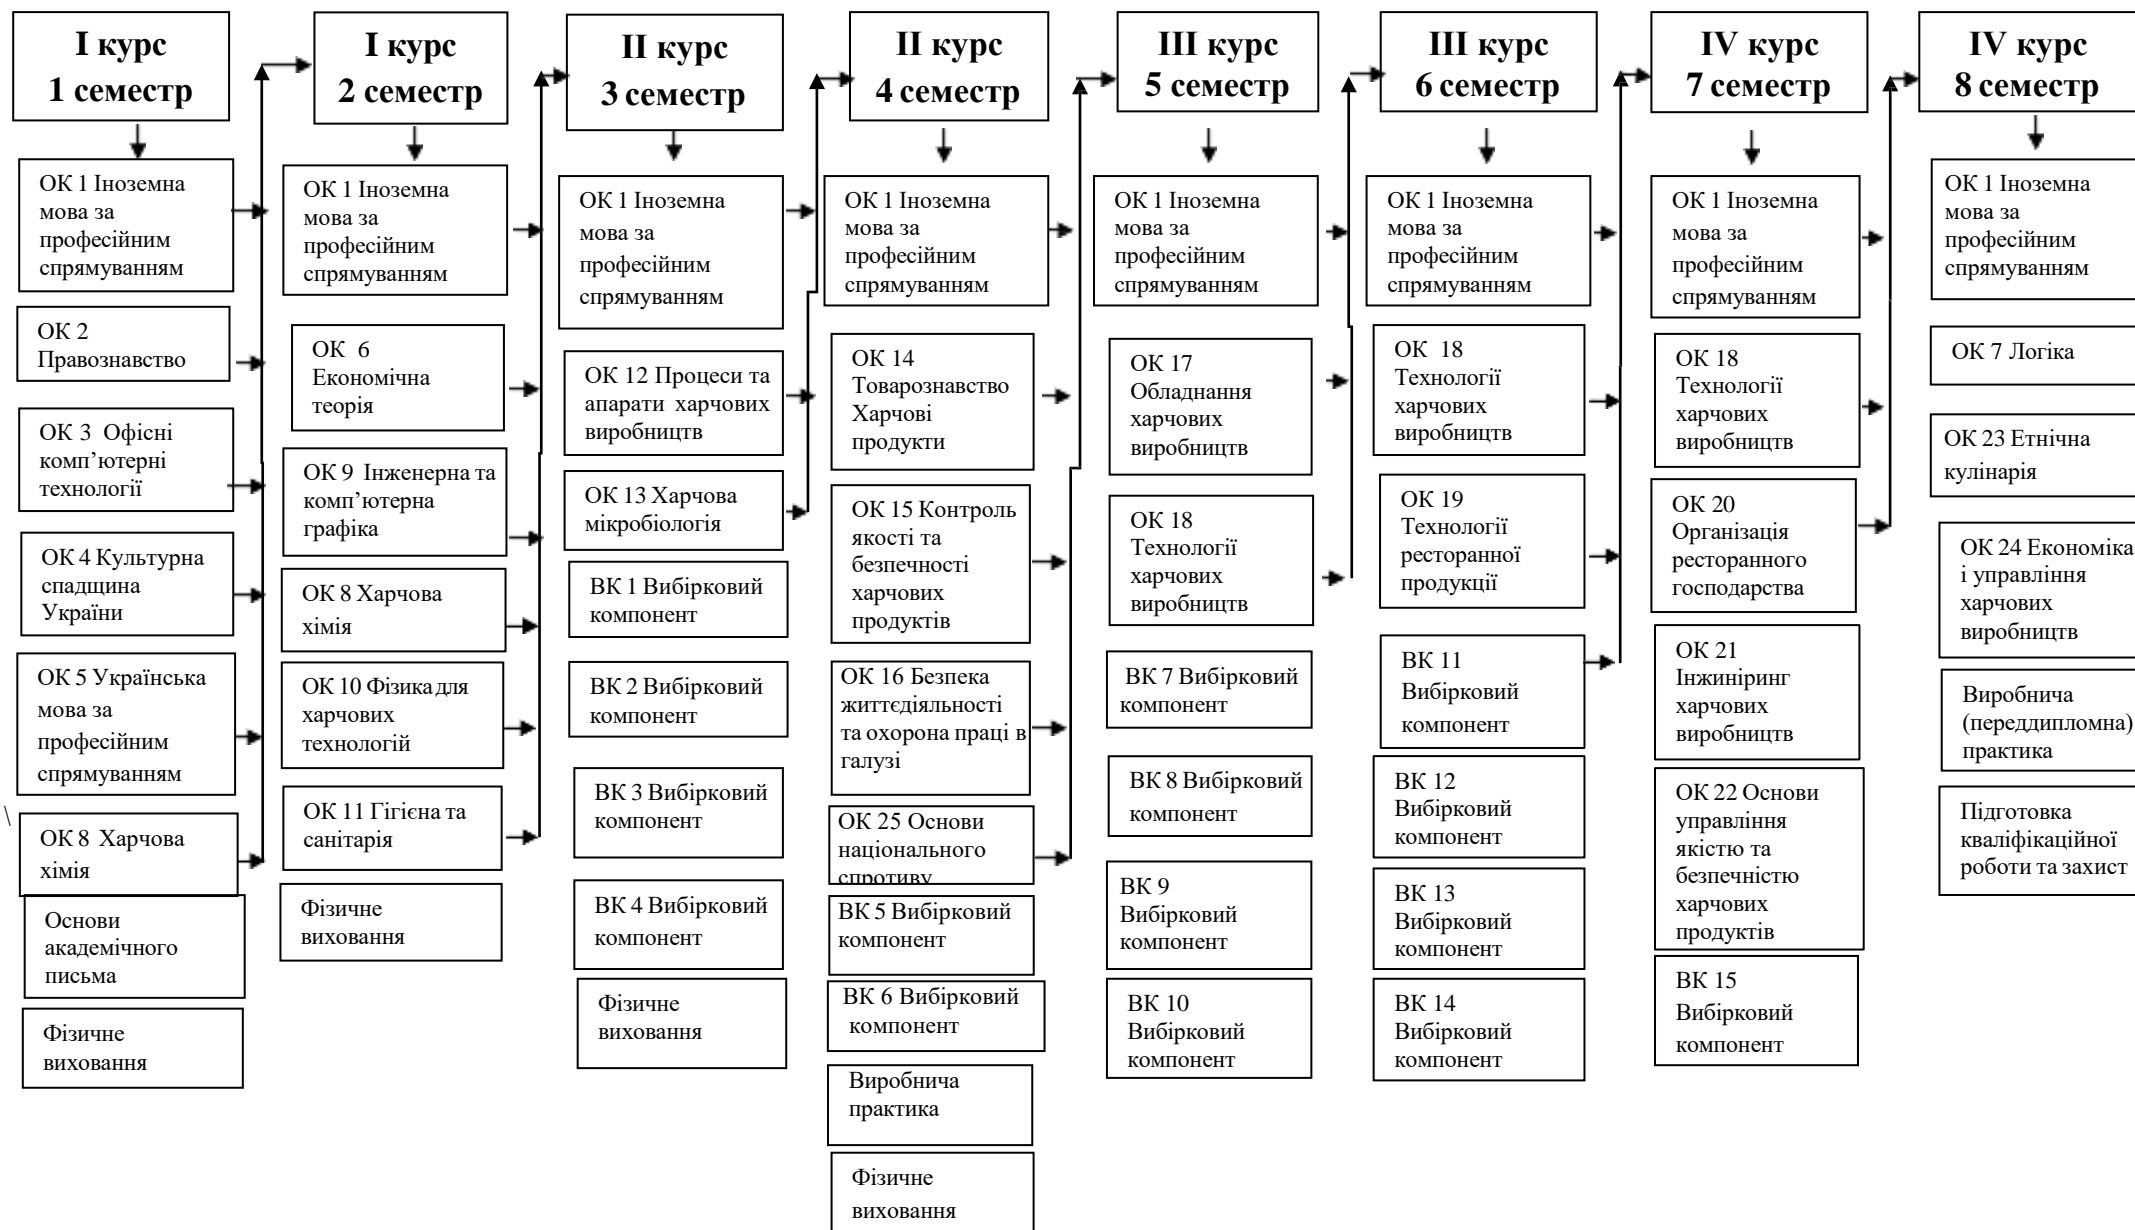 І курс
1 семестр
ОК 1 Іноземна
мова за
професійним
спрямуванням
ОК 2
Правознавство
ОК 3 Офісні
комп’ютерні
технології
ОК 4 Культурна
спадщина
України
ОК 5 Українська
мова за
професійним
спрямуванням
\
ОК 8 Харчова
хімія
Основи
академічного
письма
Фізичне
виховання
І курс
2 семестр
ОК 1 Іноземна
мова за
професійним
спрямуванням
ОК 6
Економічна
теорія
ОК 9 Інженерна та
комп’ютерна
графіка
ОК 8 Харчова
хімія
ОК 10 Фізика для
харчових
технологій
ОК 11 Гігієна та
санітарія
Фізичне
виховання
ІІ курс
3 семестр
ОК 1 Іноземна
мова за
професійним
спрямуванням
ОК 12 Процеси та
апарати харчових
виробництв
ОК 13 Харчова
мікробіологія
ВК 1 Вибірковий
компонент
ВК 2 Вибірковий
компонент
ВК 3 Вибірковий
компонент
ВК 4 Вибірковий
компонент
Фізичне
виховання
ІІ курс
4 семестр
ОК 1 Іноземна
мова за
професійним
спрямуванням
ОК 14
Товарознавство
Харчові
продукти
ОК 15 Контроль
якості та
безпечності
харчових
продуктів
ОК 16 Безпека
життєдіяльності
та охорона праці в
галузі
ОК 25 Основи
національного
спротиву
ВК 5 Вибірковий
компонент
ВК 6 Вибірковий
компонент
Виробнича
практика
Фізичне
виховання
ІІІ курс
5 семестр
ОК 1 Іноземна
мова за
професійним
спрямуванням
ОК 17
Обладнання
харчових
виробництв
ОК 18
Технології
харчових
виробництв
ВК 7 Вибірковий
компонент
ВК 8 Вибірковий
компонент
ВК 9
Вибірковий
компонент
ВК 10
Вибірковий
компонент
ІІІ курс
6 семестр
ОК 1 Іноземна
мова за
професійним
спрямуванням
ОК 18
Технології
харчових
виробництв
ОК 19
Технології
ресторанної
продукції
ВК 11
Вибірковий
компонент
ВК 12
Вибірковий
компонент
ВК 13
Вибірковий
компонент
ВК 14
Вибірковий
компонент
IV курс
7 семестр
ОК 1 Іноземна
мова за
професійним
спрямуванням
ОК 18
Технології
харчових
виробництв
ОК 20
Організація
ресторанного
господарства
ОК 21
Інжиніринг
харчових
виробництв
ОК 22 Основи
управління
якістю та
безпечністю
харчових
продуктів
ВК 15
Вибірковий
компонент
IV курс
8 семестр
ОК 1 Іноземна
мова за
професійним
спрямуванням
ОК 7 Логіка
ОК 23 Етнічна
кулінарія
ОК 24 Економіка
і управління
харчових
виробництв
Виробнича
(переддипломна)
практика
Підготовка
кваліфікаційної
роботи та захист